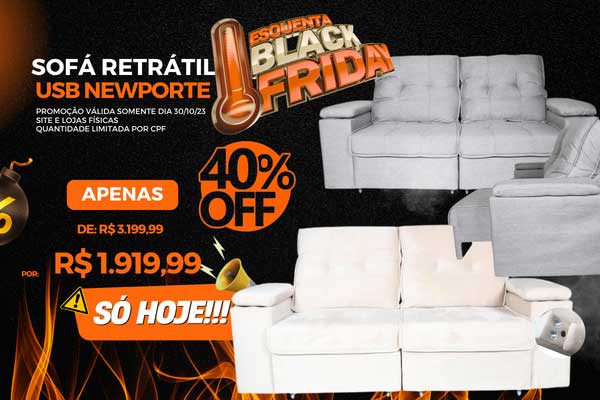 ESQUENTA
BLACK
FRIDAY
SOFÁ RETRÁTIL
USB NEWPORTE
PROMOÇÃO VÁLIDA SOMENTE DIA 30/10/23
SITE E LOJAS FÍSICAS
QUANTIDADE LIMITADA POR CPF
40%
OFF
%
APENAS
DE: R$ 3.199,99
POR: R$ 1.919,99
SÓ HOJE!!!